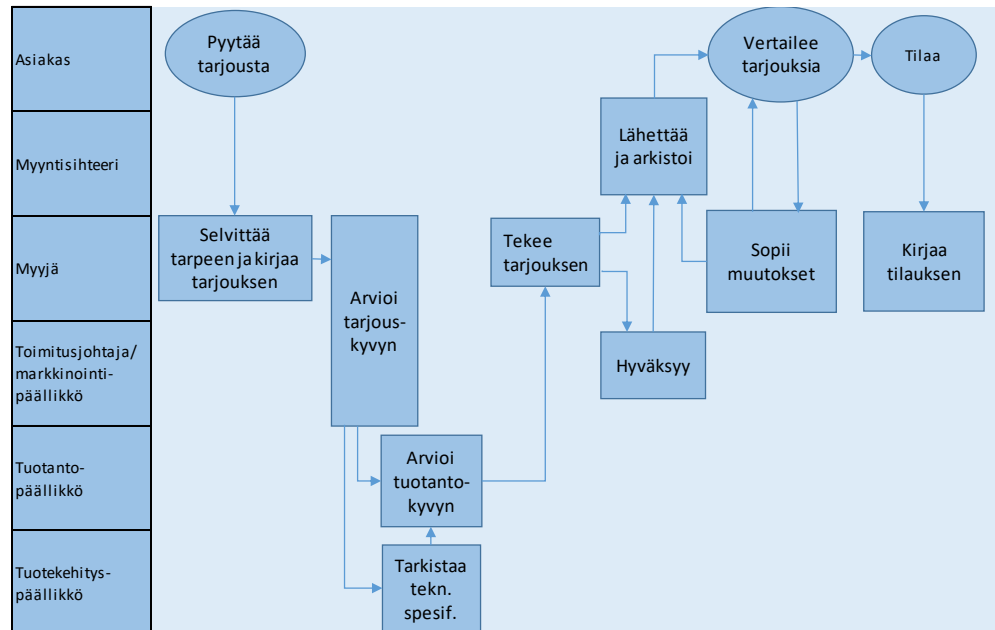 Asiakas
Pyytää
tarjousta
Vertailee
tarjouksia
Tilaa
Myyntisihteeri
Lähettää
ja arkistoi
Myyjä
Selvittää
tarpeen ja kirjaa
tarjouksen
Arvioi
tarjous-
kyvyn
Tekee
tarjouksen
Sopii
muutokset
Kirjaa
tilauksen
Toimitusjohtaja/
markkinointi-
päällikkö
Hyväksyy
Tuotanto-
päällikkö
Arvioi
tuotanto-
kyvyn
Tuotekehitys-
päällikkö
Tarkistaa
tekn.
spesif.